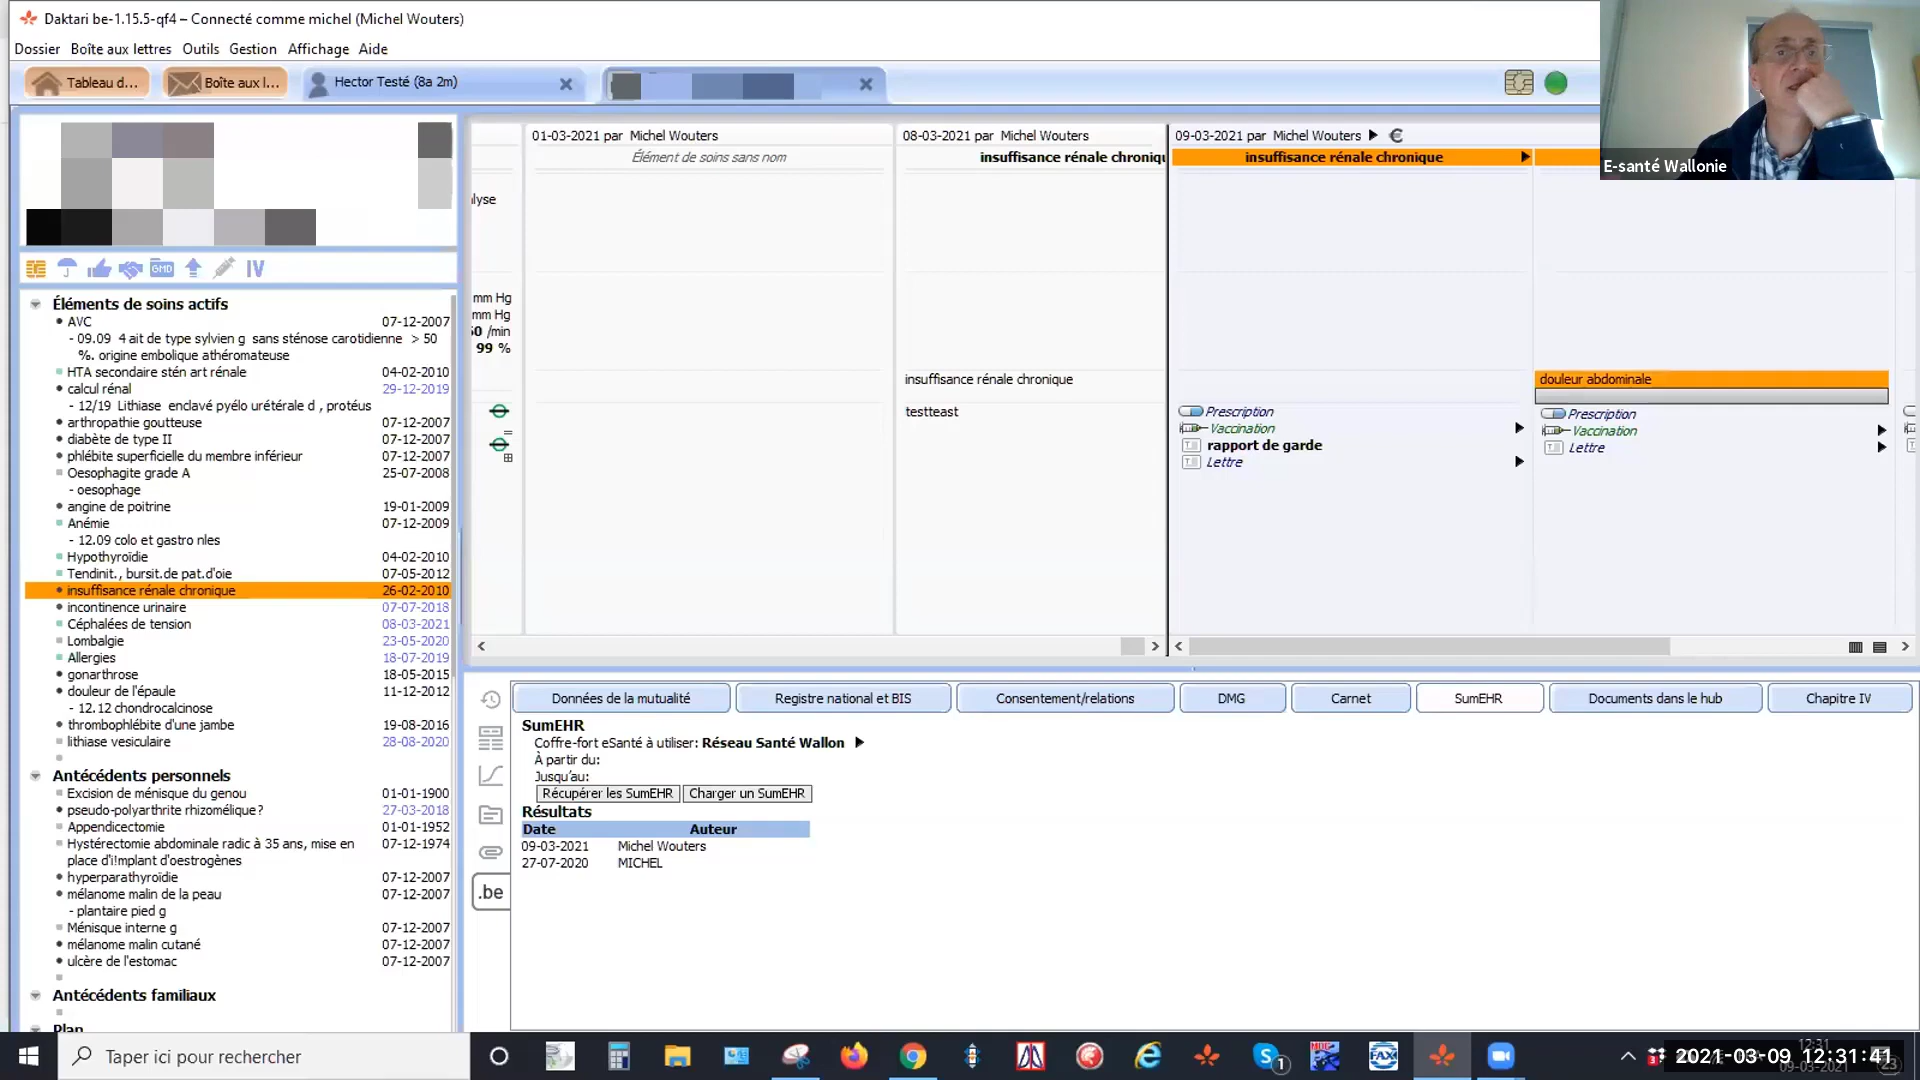 Daktari be-1.15.5-qf4 – Connecté comme michel (Michel Wouters)
Dossier Boîte aux lettres Outils Gestion Affichage Aide
Tableau d... Boîte aux l... Hector Testé (8a 2m)
E-santé Wallonie
01-03-2021 par Michel Wouters
Élément de soins sans nom
08-03-2021 par Michel Wouters
insuffisance rénale chroniqu
09-03-2021 par Michel Wouters €
insuffisance rénale chronique
lyse
mm Hg
mm Hg
/min
99 %
insuffisance rénale chronique
testteast
Prescription
Vaccination
rapport de garde
Lettre
douleur abdominale
Prescription
Vaccination
Lettre
GMD IV
Éléments de soins actifs
AVC 07-12-2007
- 09.09 4 ait de type sylvien g sans sténose carotidienne > 50
%. origine embolique athéromateuse
HTA secondaire stén art rénale 04-02-2010
calcul rénal 29-12-2019
- 12/19 Lithiase enclavé pyélo urétérale d , protéus
arthropathie goutteuse 07-12-2007
diabète de type II 07-12-2007
phlébite superficielle du membre inférieur 07-12-2007
Oesophagite grade A 25-07-2008
- oesophage
angine de poitrine 19-01-2009
Anémie 07-12-2009
- 12.09 colo et gastro nles
Hypothyroïdie 04-02-2010
Tendinit., bursit.de pat.d'oie 07-05-2012
insuffisance rénale chronique 26-02-2010
incontinence urinaire 07-07-2018
Céphalées de tension 08-03-2021
Lombalgie 23-05-2020
Allergies 18-07-2019
gonarthrose 18-05-2015
douleur de l'épaule 11-12-2012
- 12.12 chondrocalcinose
thrombophlébite d'une jambe 19-08-2016
lithiase vesiculaire 28-08-2020
Antécédents personnels
Excision de ménisque du genou 01-01-1900
pseudo-polyarthrite rhizomélique? 27-03-2018
Appendicectomie 01-01-1952
Hystérectomie abdominale radic à 35 ans, mise en 07-12-1974
place d'i!mplant d'oestrogènes
hyperparathyroïdie 07-12-2007
mélanome malin de la peau 07-12-2007
- plantaire pied g
Ménisque interne g 07-12-2007
mélanome malin cutané 07-12-2007
ulcère de l'estomac 07-12-2007
Antécédents familiaux
Plan
Données de la mutualité Registre national et BIS Consentement/relations DMG Carnet SumEHR Documents dans le hub Chapitre IV
SumEHR
Coffre-fort eSanté à utiliser: Réseau Santé Wallon
À partir du:
Jusqu'au:
Récupérer les SumEHR Charger un SumEHR
Résultats
Date Auteur
09-03-2021 Michel Wouters
27-07-2020 MICHEL
.be
Taper ici pour rechercher
FAX
2021-03-09 12:31:41